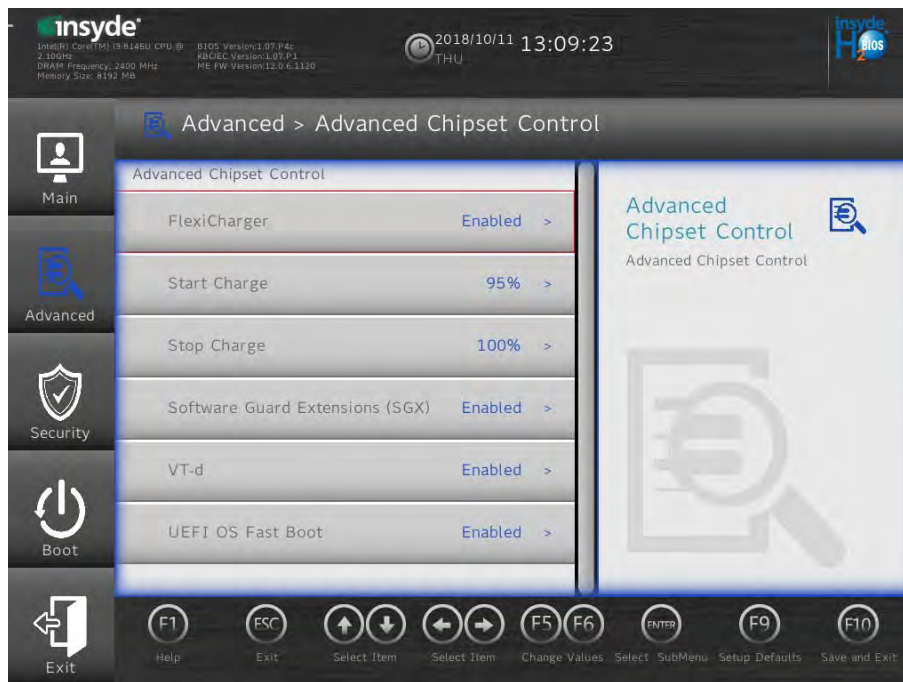 insyde®
Intel(R) Core(TM) i3-8145U CPU @
2.10GHz
DRAM Frequency: 2400 MHz
Memory Size: 8192 MB
BIOS Version:1.07.P4c
KBC/EC Version:1.07.P1
ME FW Version:12.0.6.1120
2018/10/11 13:09:23
THU
insyde
H2O BIOS
Advanced > Advanced Chipset Control
Main
Advanced
Security
Boot
Exit
Advanced Chipset Control
FlexiCharger Enabled >
Start Charge 95% >
Stop Charge 100% >
Software Guard Extensions (SGX) Enabled >
VT-d Enabled >
UEFI OS Fast Boot Enabled >
Advanced
Chipset Control
Advanced Chipset Control
F1 ESC F5 F6 ENTER F9 F10
Help Exit Select Item Select Item Change Values Select SubMenu Setup Defaults Save and Exit